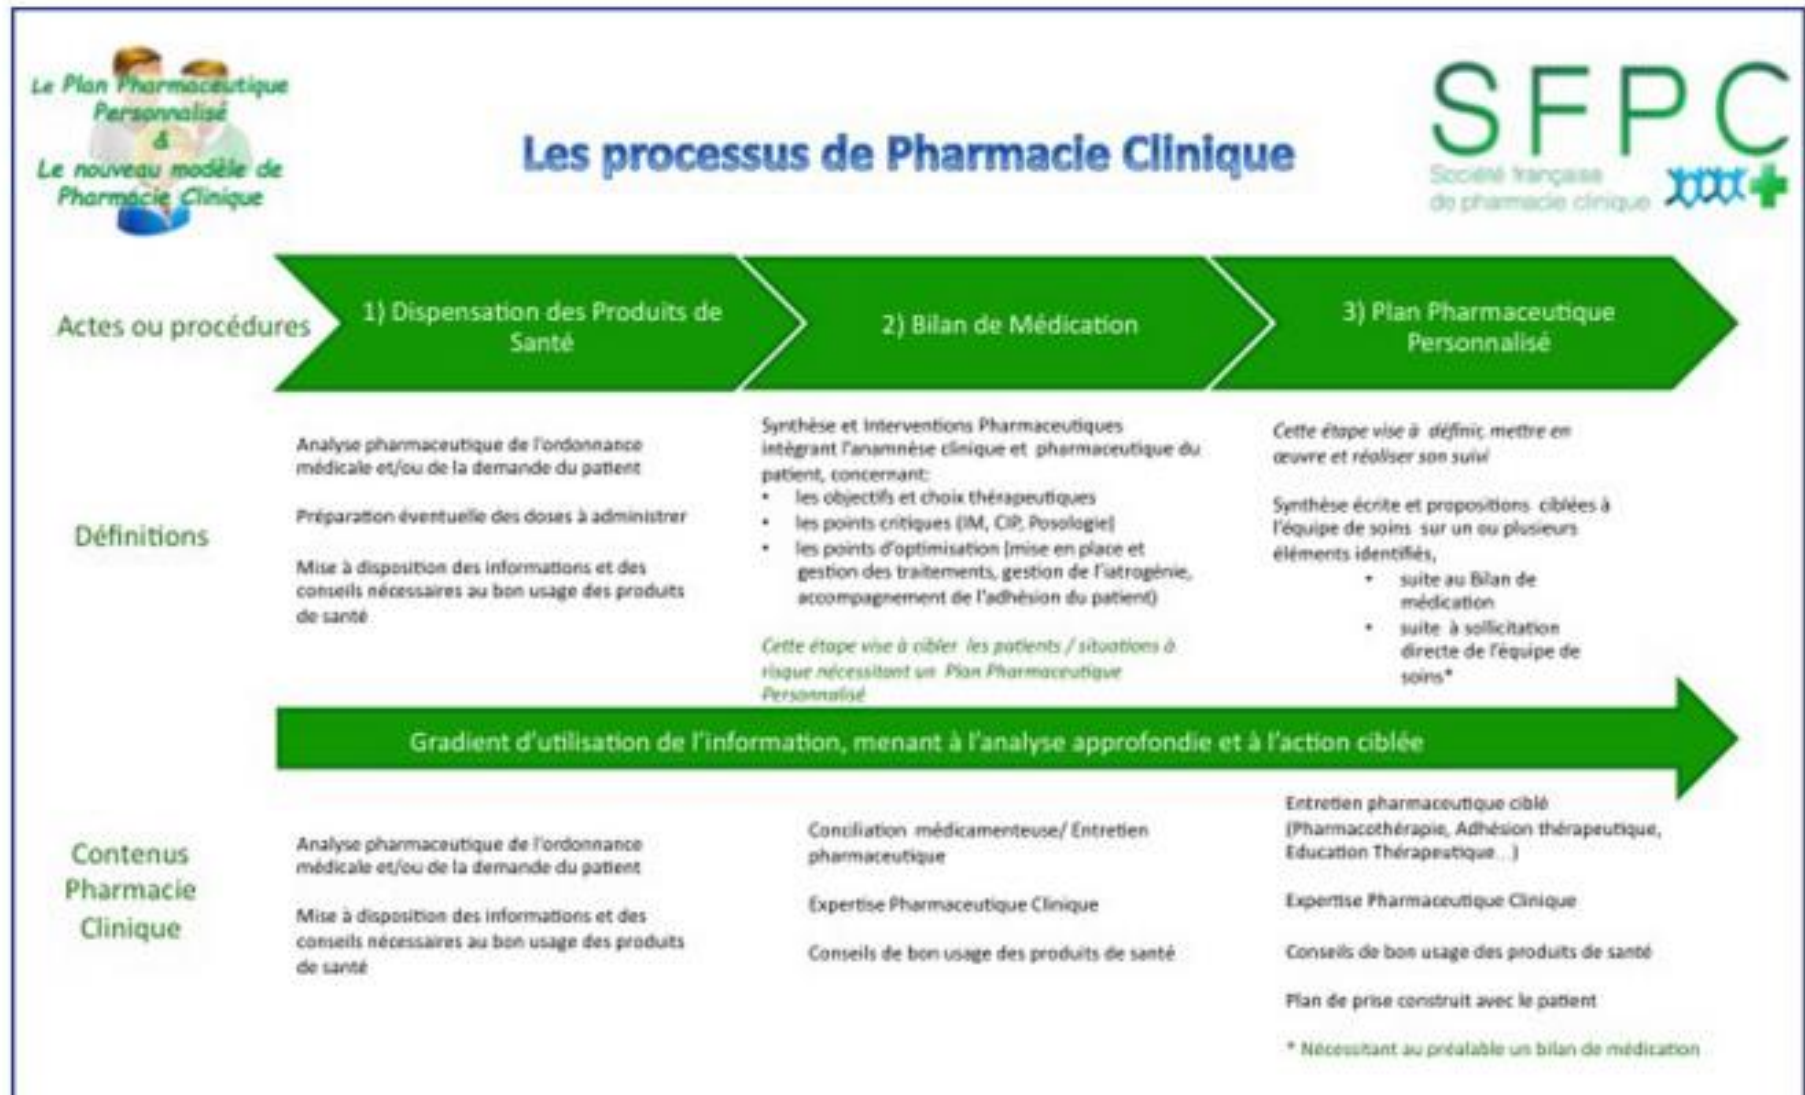 Le Plan Pharmaceutique
Personnalisé
&
Le nouveau modèle de
Pharmacie Clinique
Les processus de Pharmacie Clinique
SFPC
Société française
de pharmacie clinique
Actes ou procédures
1) Dispensation des Produits de
Santé
2) Bilan de Médication
3) Plan Pharmaceutique
Personnalisé
Définitions
Analyse pharmaceutique de l'ordonnance
médicale et/ou de la demande du patient
Préparation éventuelle des doses à administrer
Mise à disposition des informations et des
conseils nécessaires au bon usage des produits
de santé
Synthèse et Interventions Pharmaceutiques
intégrant l'anamnèse clinique et pharmaceutique du
patient, concernant:
• les objectifs et choix thérapeutiques
• les points critiques (IM, CIP, Posologie)
• les points d'optimisation (mise en place et
gestion des traitements, gestion de l'iatrogénie,
accompagnement de l'adhésion du patient)
Cette étape vise à cibler les patients / situations à
risque nécessitant un Plan Pharmaceutique
Personnalisé
Cette étape vise à définir, mettre en
œuvre et réaliser son suivi
Synthèse écrite et propositions ciblées à
l'équipe de soins sur un ou plusieurs
éléments identifiés,
• suite au Bilan de
médication
• suite à sollicitation
directe de l'équipe de
soins*
Gradient d'utilisation de l'information, menant à l'analyse approfondie et à l'action ciblée
Contenus
Pharmacie
Clinique
Analyse pharmaceutique de l'ordonnance
médicale et/ou de la demande du patient
Mise à disposition des informations et des
conseils nécessaires au bon usage des produits
de santé
Conciliation médicamenteuse/ Entretien
pharmaceutique
Expertise Pharmaceutique Clinique
Conseils de bon usage des produits de santé
Entretien pharmaceutique ciblé
(Pharmacothérapie, Adhésion thérapeutique,
Education Thérapeutique...)
Expertise Pharmaceutique Clinique
Conseils de bon usage des produits de santé
Plan de prise construit avec le patient
* Nécessitant au préalable un bilan de médication